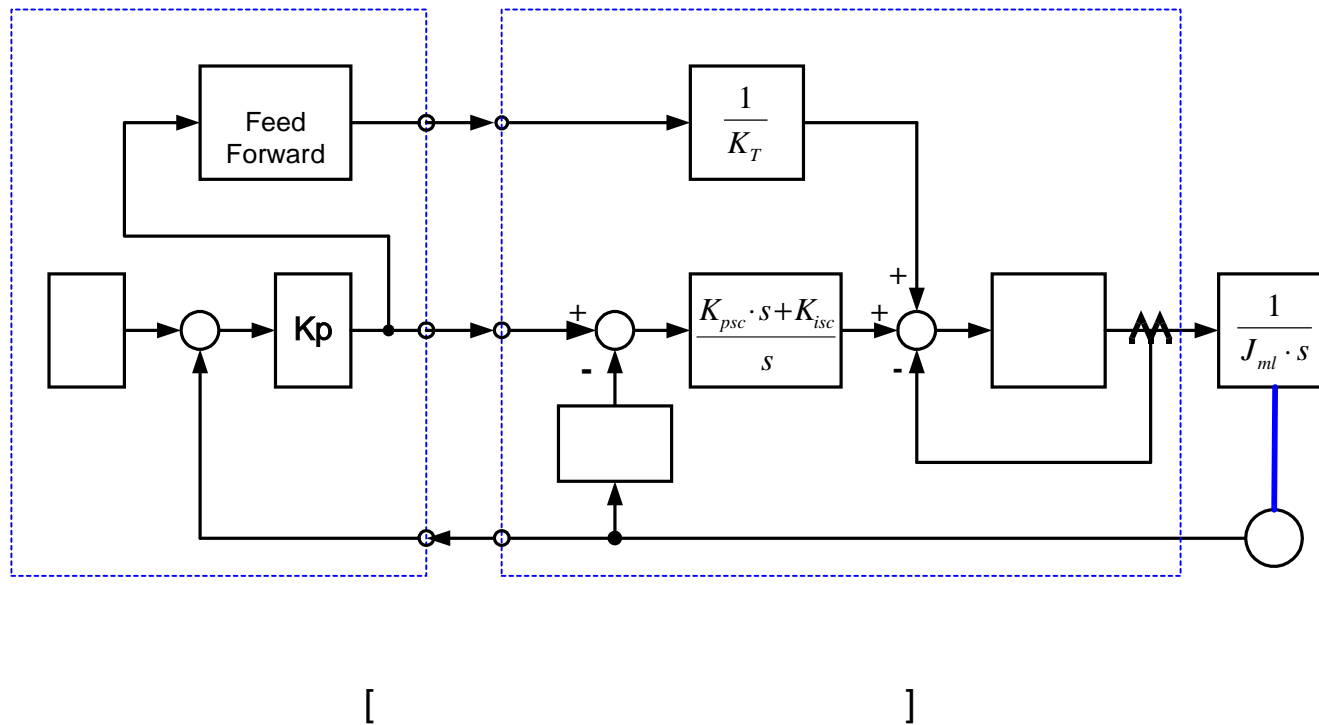 Feed
Forward
1
K_T
+
+
Kp
+
-
K_psc · s + K_isc
s
+
-
1
J_ml · s
[ ]